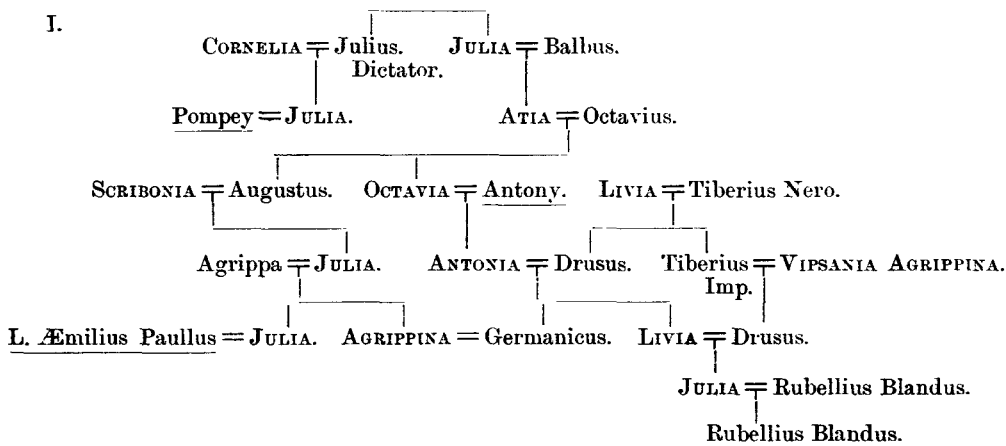 I.
CORNELIA = Julius. JULIA = Balbus.
Dictator.
Pompey = JULIA. ATIA = Octavius.
SCRIBONIA = Augustus. OCTAVIA = Antony. LIVIA = Tiberius Nero.
Agrippa = JULIA. ANTONIA = Drusus. Tiberius = VIPSANIA AGRIPPINA.
Imp.
L. Æmilius Paullus = JULIA. AGRIPPINA = Germanicus. LIVIA = Drusus.
JULIA = Rubellius Blandus.
Rubellius Blandus.